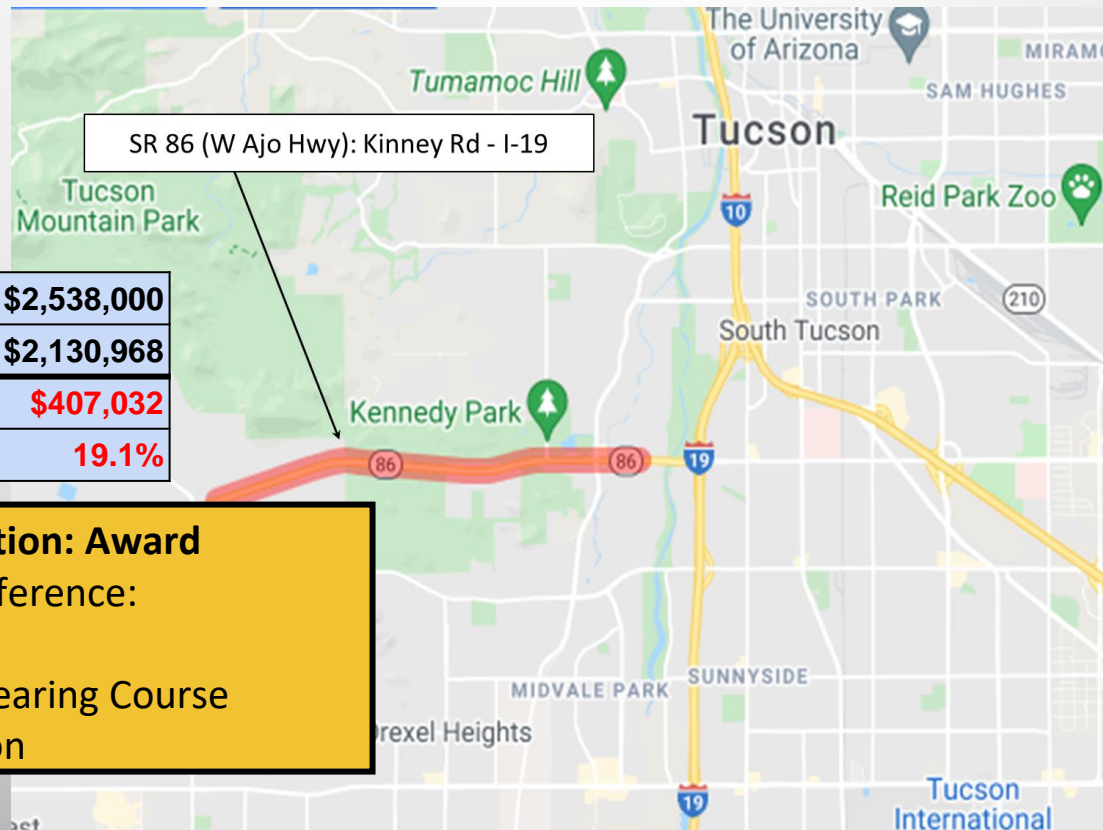 The University
of Arizona
MIRAM
Tumamoc Hill
SAM HUGHES
SR 86 (W Ajo Hwy): Kinney Rd - I-19
Tucson
Tucson
Mountain Park
Reid Park Zoo
10
$2,538,000
SOUTH PARK
210
$2,130,968
South Tucson
$407,032
Kennedy Park
19.1%
86
86
19
tion: Award
ference:
earing Course
on
MIDVALE PARK
SUNNYSIDE
rexel Heights
19
Tucson
International
est